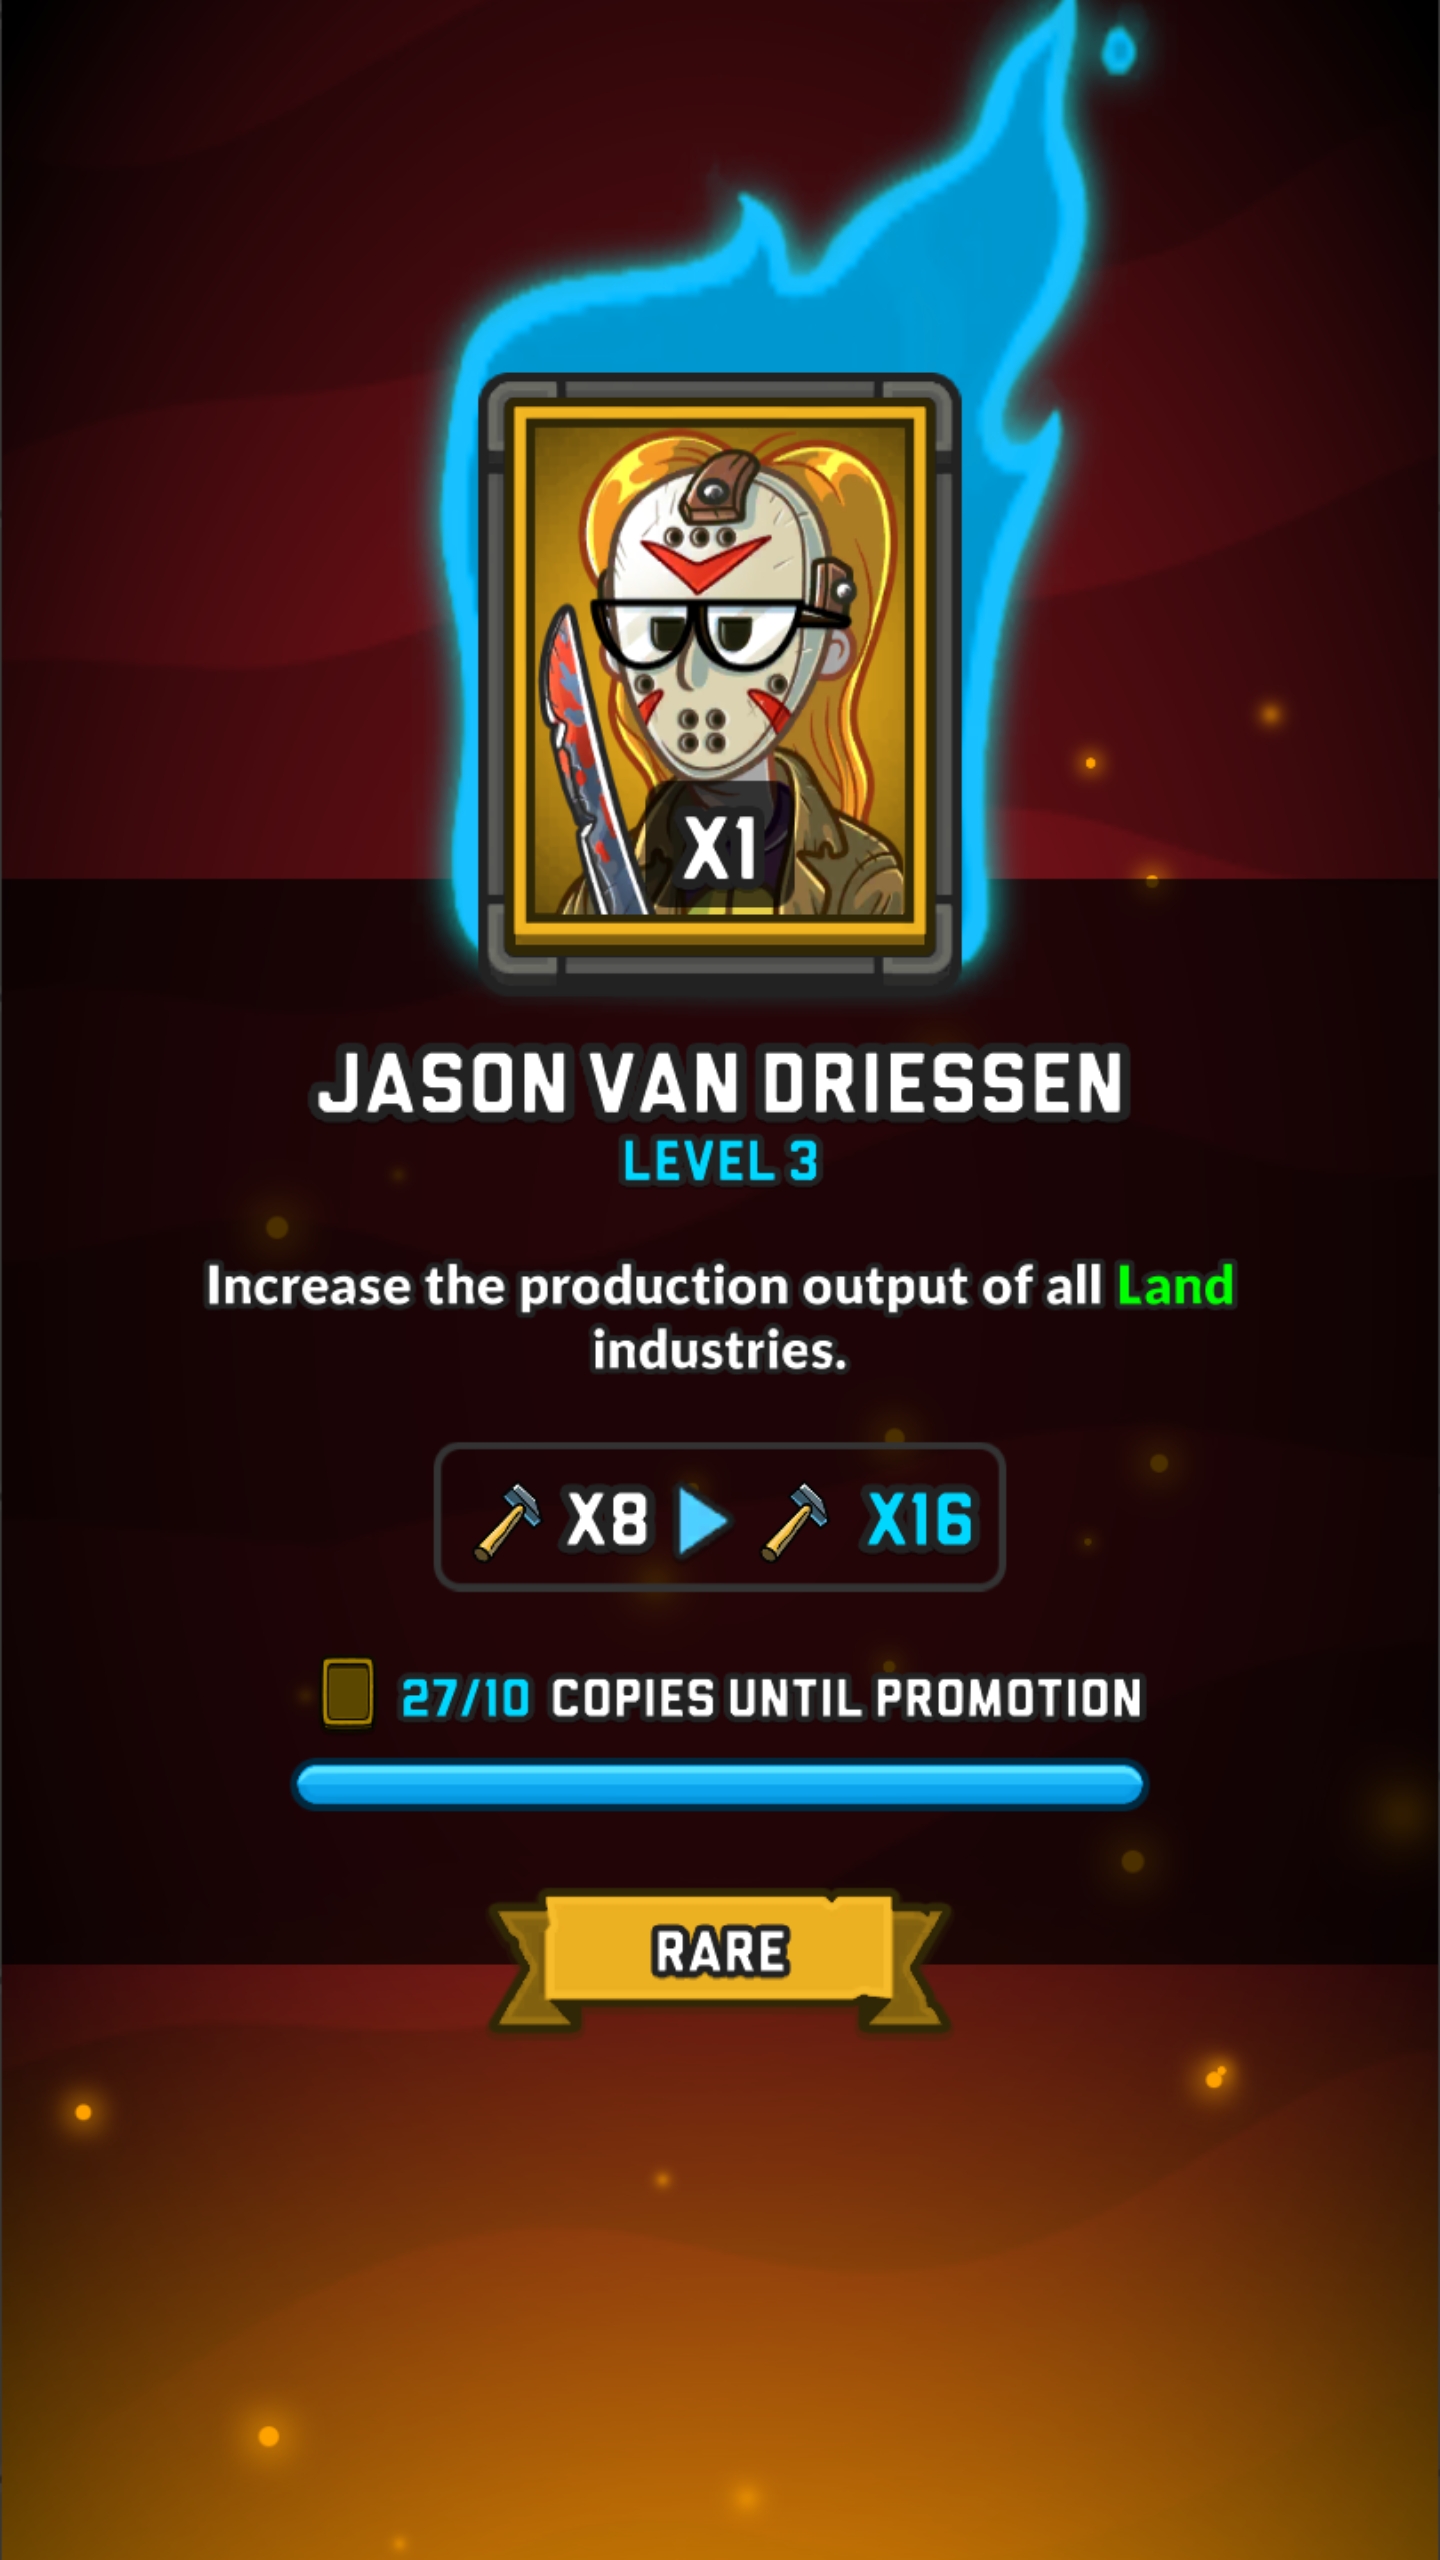 X1
JASON VAN DRIESSEN
LEVEL 3
Increase the production output of all Land
industries.
X8 X16
27/10 COPIES UNTIL PROMOTION
RARE